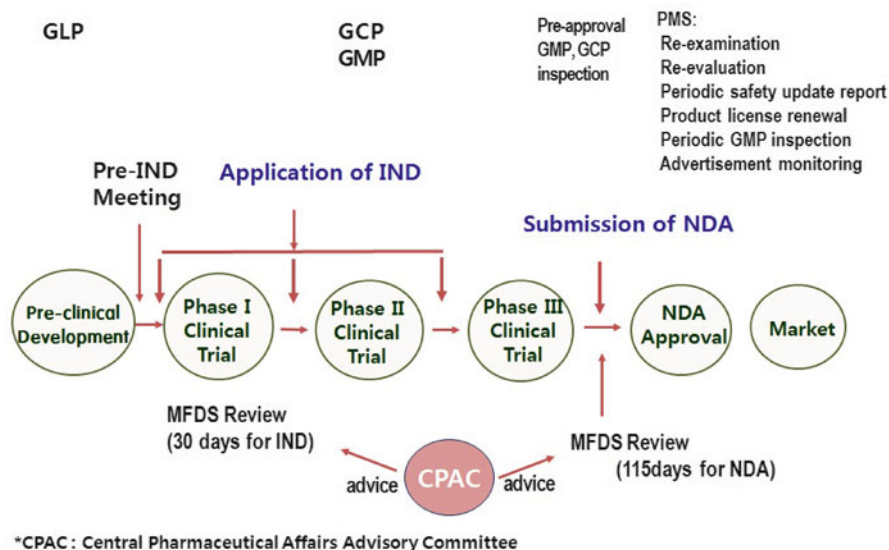 GLP
GCP
GMP
Pre-approval
GMP, GCP
inspection
PMS:
Re-examination
Re-evaluation
Periodic safety update report
Product license renewal
Periodic GMP inspection
Advertisement monitoring
Pre-IND
Meeting
Application of IND
Submission of NDA
Pre-clinical
Development
Phase I
Clinical
Trial
Phase II
Clinical
Trial
Phase III
Clinical
Trial
NDA
Approval
Market
MFDS Review
(30 days for IND)
advice
CPAC
advice
MFDS Review
(115days for NDA)
*CPAC : Central Pharmaceutical Affairs Advisory Committee